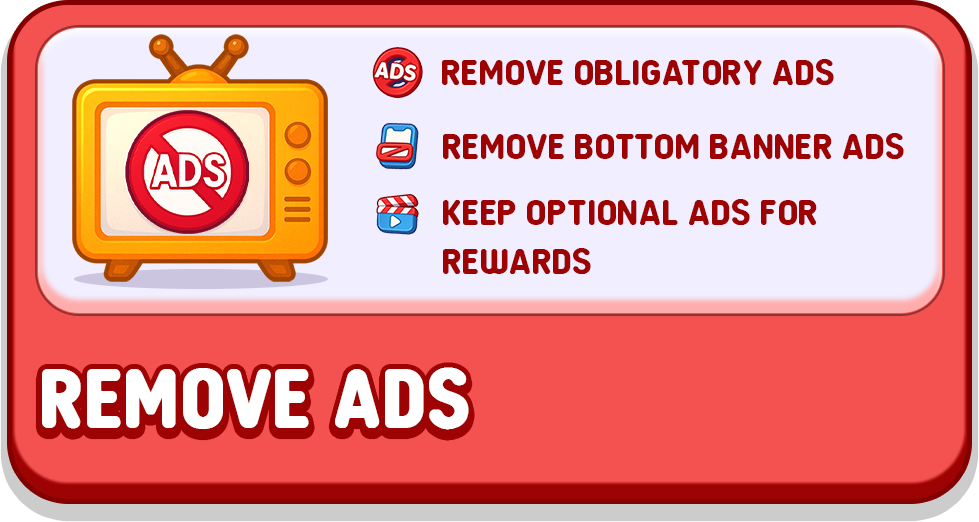 ADS
ADS
REMOVE OBLIGATORY ADS
REMOVE BOTTOM BANNER ADS
KEEP OPTIONAL ADS FOR
REWARDS
REMOVE ADS